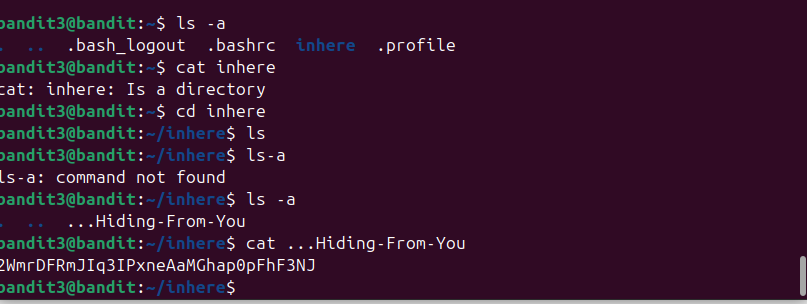 bandit3@bandit:~$ ls -a
.  ..  .bash_logout  .bashrc  inhere  .profile
bandit3@bandit:~$ cat inhere
cat: inhere: Is a directory
bandit3@bandit:~$ cd inhere
bandit3@bandit:~/inhere$ ls
bandit3@bandit:~/inhere$ ls-a
ls-a: command not found
bandit3@bandit:~/inhere$ ls -a
.  ..  ...Hiding-From-You
bandit3@bandit:~/inhere$ cat ...Hiding-From-You
2WmrDFRmJIq3IPxneAaMGhap0pFhF3NJ
bandit3@bandit:~/inhere$